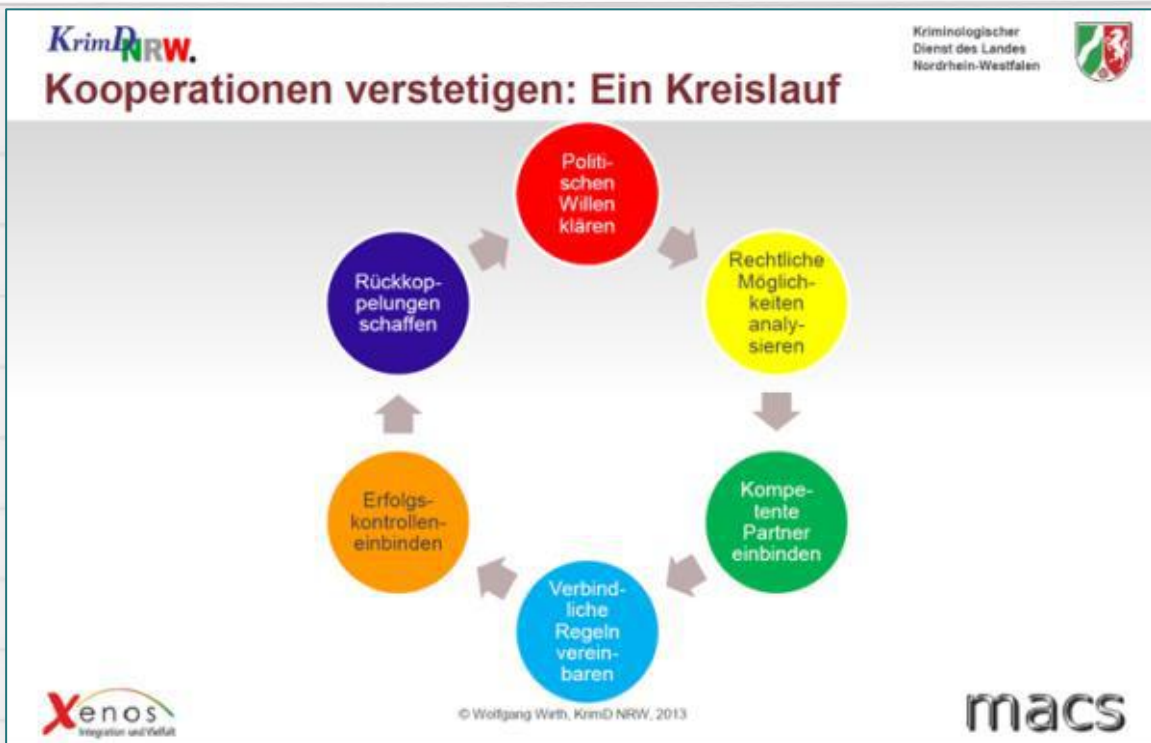 KrimDNRW.
Kriminologischer
Dienst des Landes
Nordrhein-Westfalen
Kooperationen verstetigen: Ein Kreislauf
Politi-
schen
Willen
klären
Rechtliche
Möglich-
keiten
analy-
sieren
Kompe-
tente
Partner
einbinden
Verbind-
liche
Regeln
verein-
baren
Erfolgs-
kontrollen-
einbinden
Rückkop-
pelungen
schaffen
Xenos
Integration und Vielfalt
© Wolfgang Wirth, KrimD NRW, 2013
macs